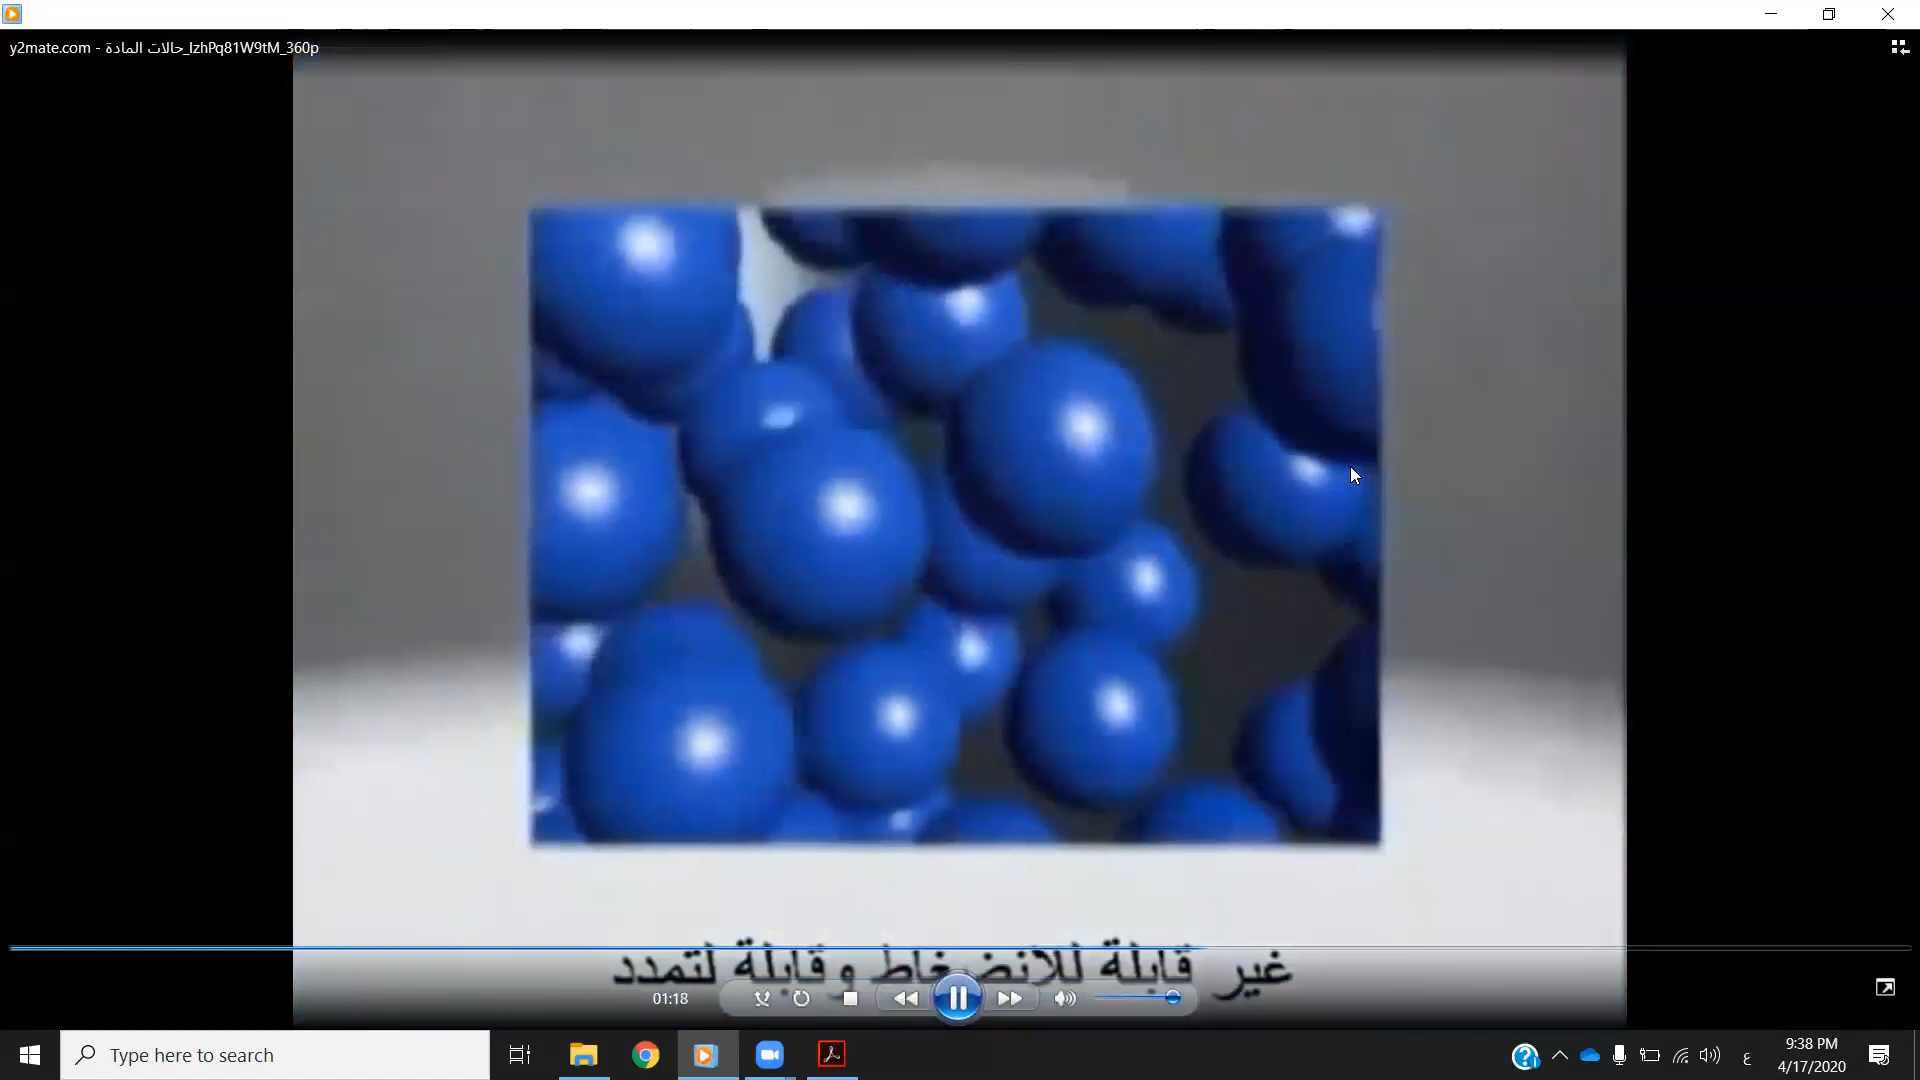 y2mate.com - حالات المادة_IzhPq81W9tM_360p
غير قابلة للانضغاط وقابلة لتمدد
01:18
Type here to search
ع
9:38 PM
4/17/2020